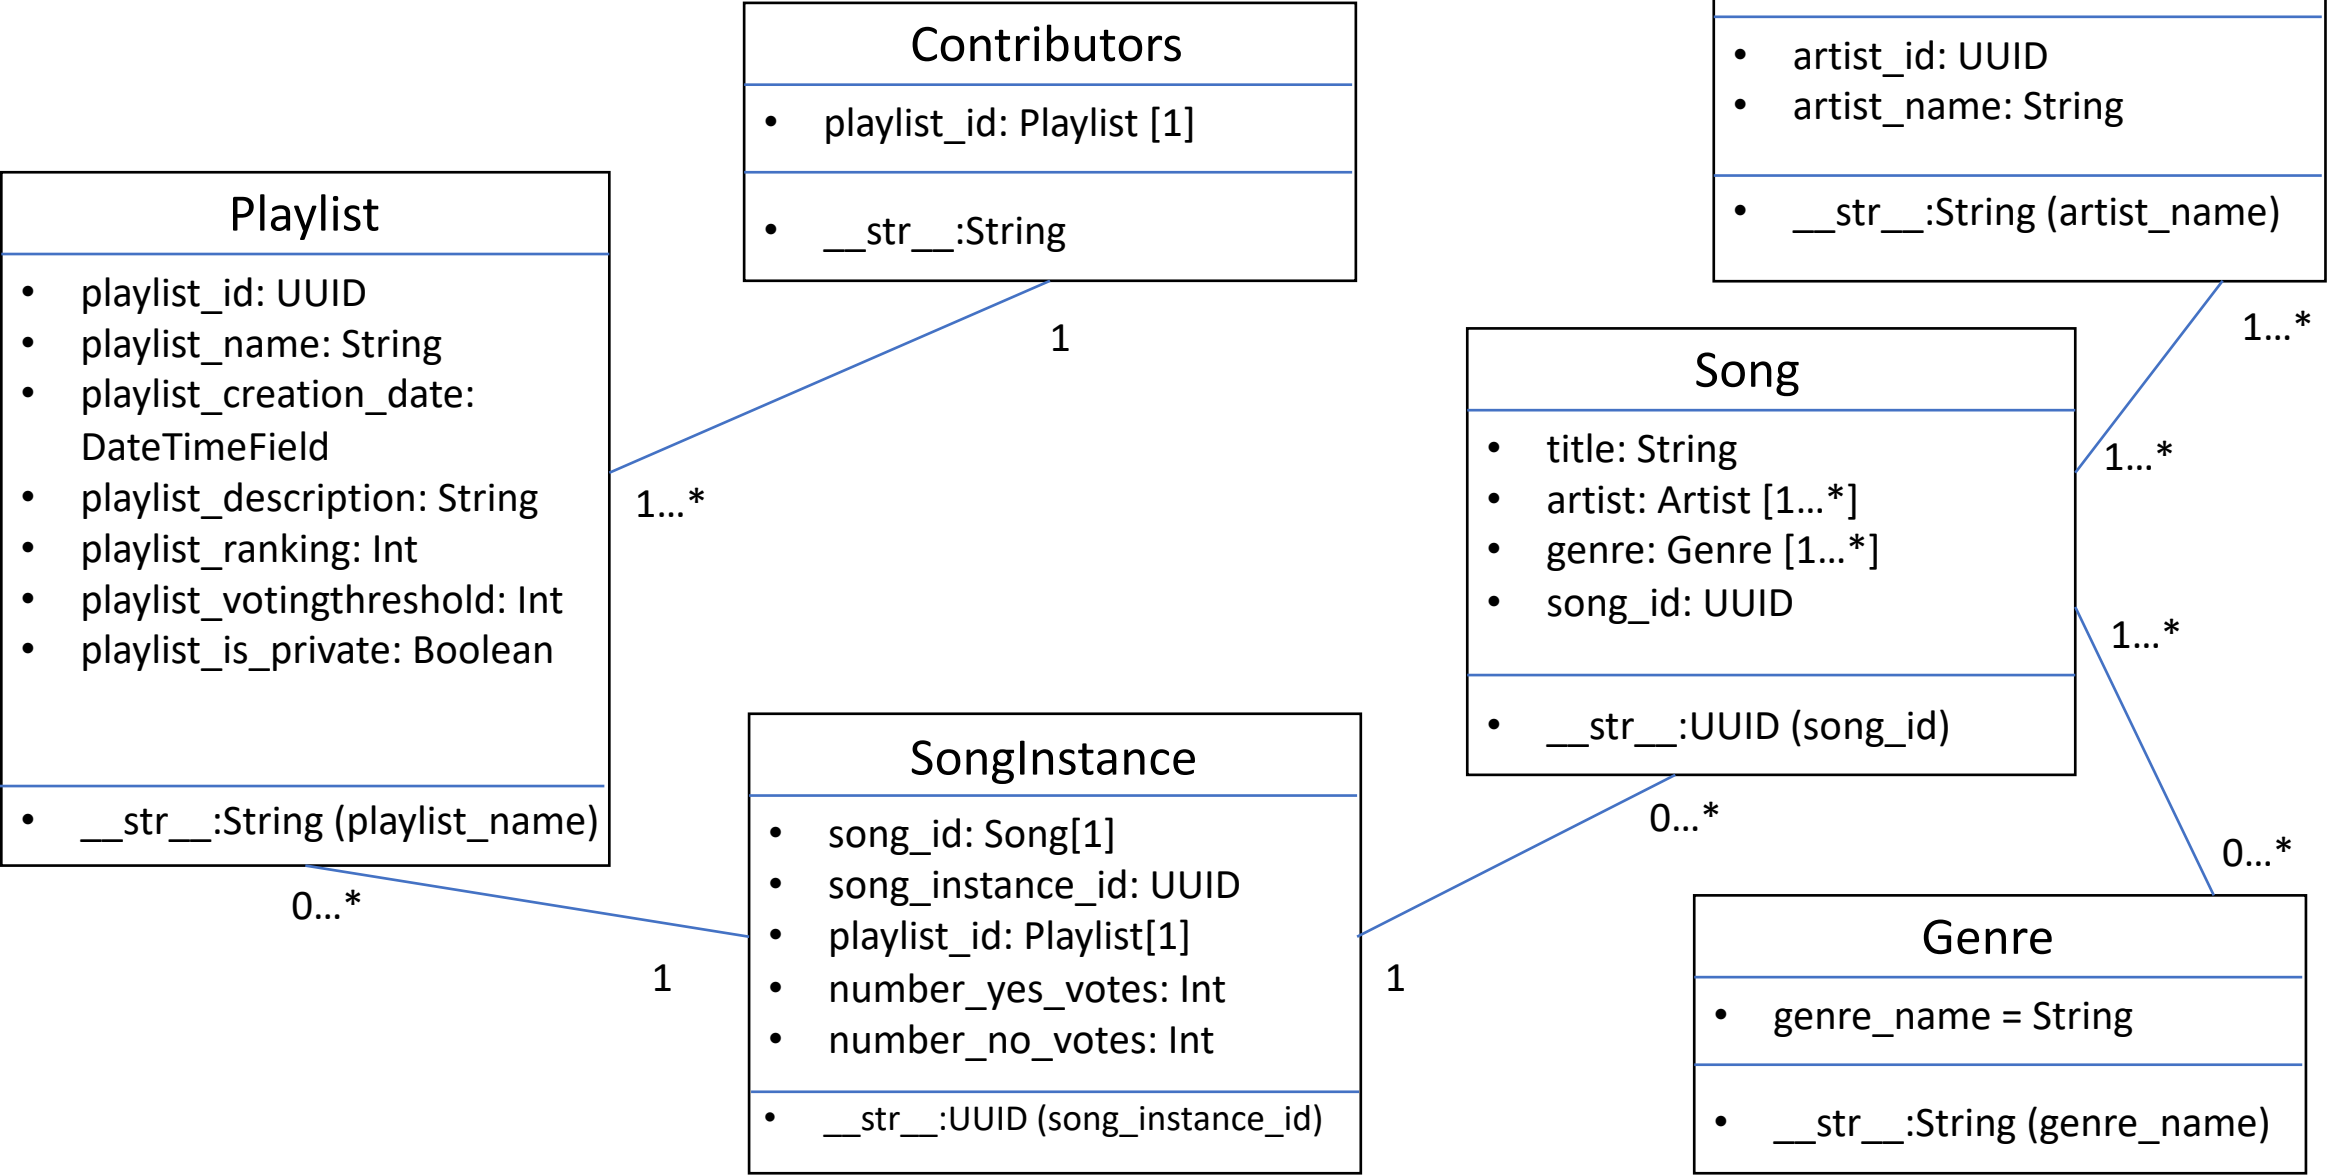 Contributors
• playlist_id: Playlist [1]
• __str__:String
1
• artist_id: UUID
• artist_name: String
• __str__:String (artist_name)
1...*
Playlist
• playlist_id: UUID
• playlist_name: String
• playlist_creation_date:
DateTimeField
• playlist_description: String
• playlist_ranking: Int
• playlist_votingthreshold: Int
• playlist_is_private: Boolean
• __str__:String (playlist_name)
1...*
0...*
Song
• title: String
• artist: Artist [1...*]
• genre: Genre [1...*]
• song_id: UUID
• __str__:UUID (song_id)
1...*
1...*
0...*
SongInstance
• song_id: Song[1]
• song_instance_id: UUID
• playlist_id: Playlist[1]
• number_yes_votes: Int
• number_no_votes: Int
• __str__:UUID (song_instance_id)
1
1
0...*
Genre
• genre_name = String
• __str__:String (genre_name)